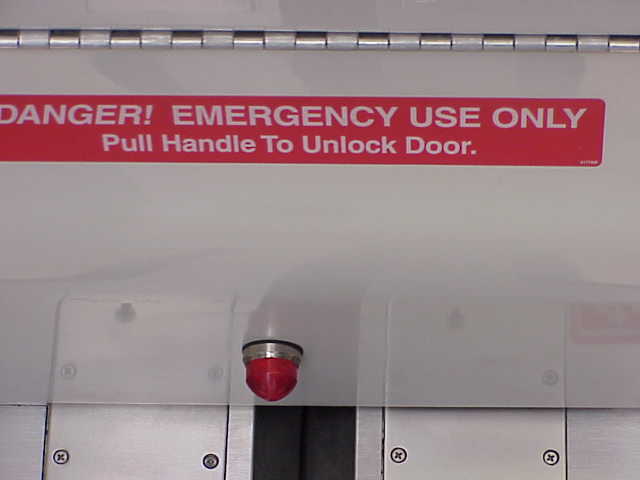 DANGER! EMERGENCY USE ONLY
Pull Handle To Unlock Door.